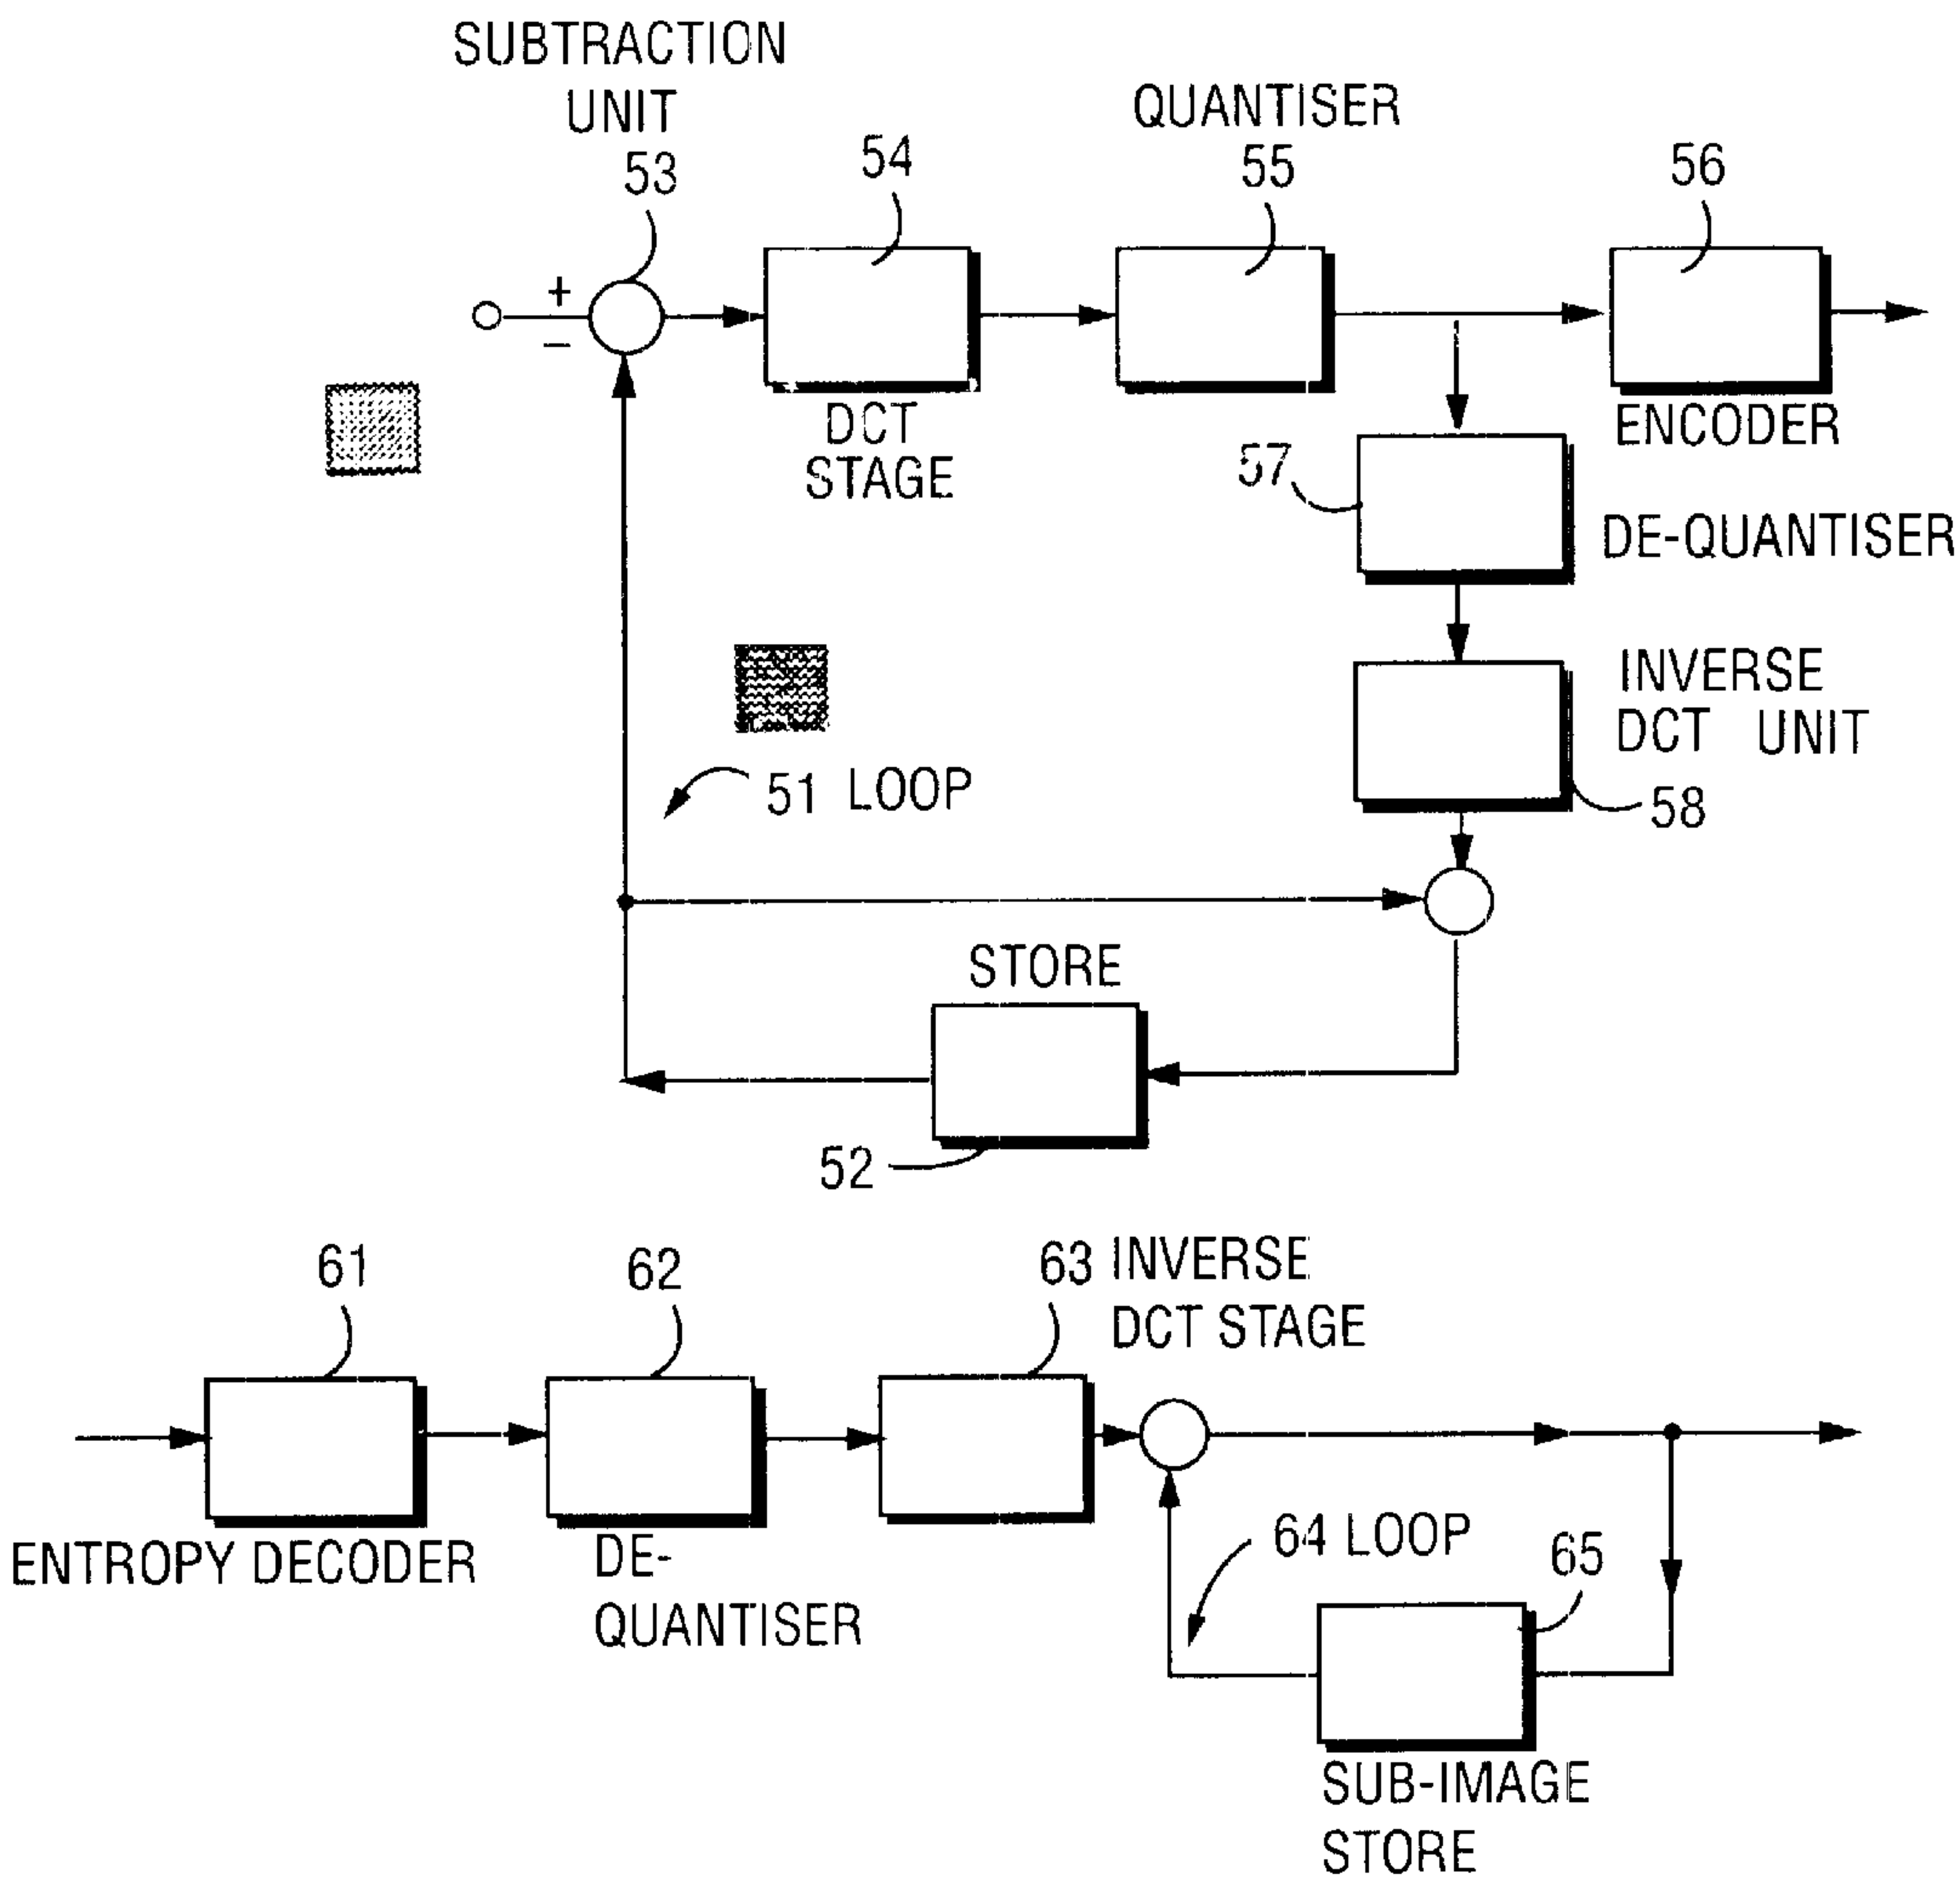 SUBTRACTION
UNIT
53
54
QUANTISER
55
56
+
−
DCT
STAGE
ENCODER
57
DE-QUANTISER
INVERSE
DCT UNIT
58
51 LOOP
STORE
52
61
62
63 INVERSE
DCT STAGE
ENTROPY DECODER
DE-
QUANTISER
64 LOOP
65
SUB-IMAGE
STORE